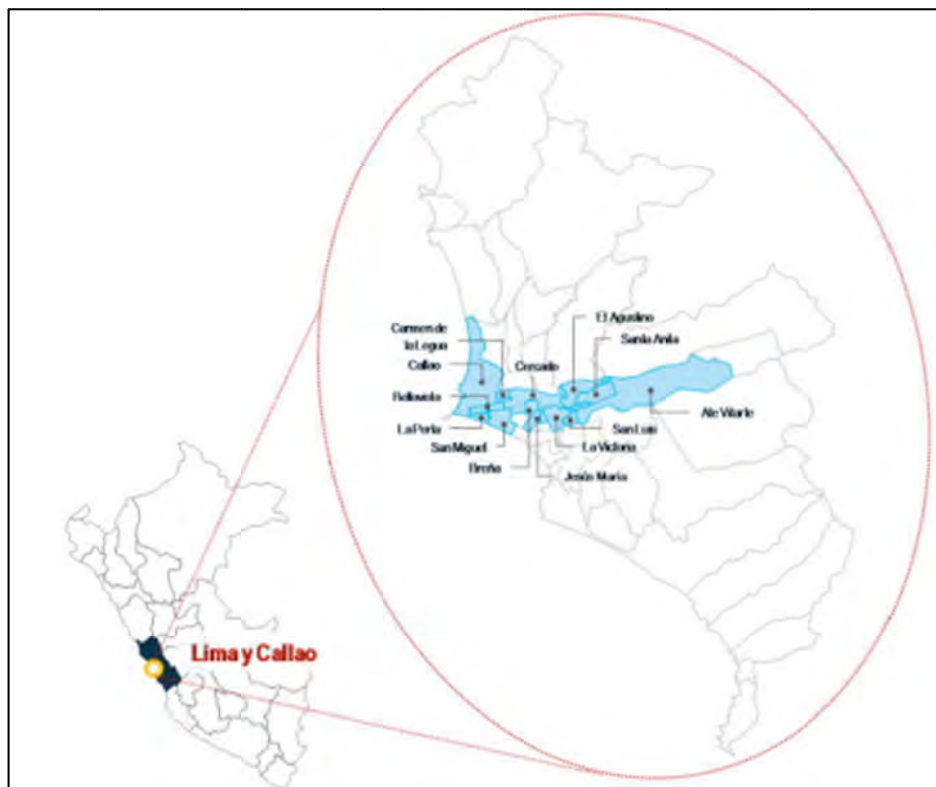 El Agustino
Santa Anita
Carmen de
la Legua
Cercado
Callao
Bellavista
Ate Vitarte
La Perla
San Luis
San Miguel
La Victoria
Breña
Jesús María
Lima y Callao